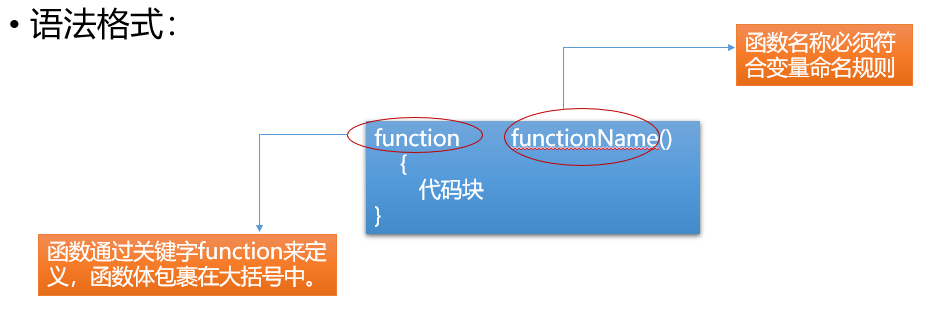 • 语法格式：
函数名称必须符
合变量命名规则
function functionName()
{
代码块
}
函数通过关键字function来定
义，函数体包裹在大括号中。